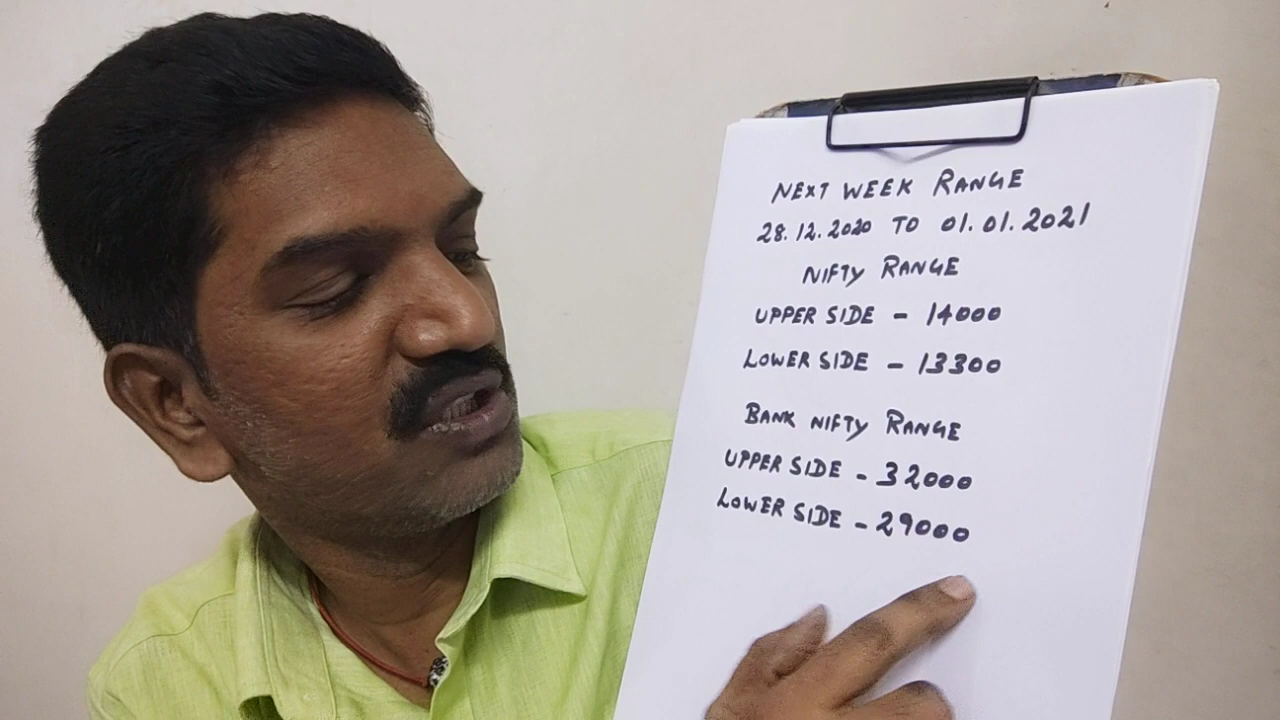 NEXT WEEK RANGE
28.12.2020 TO 01.01.2021
NIFTY RANGE
UPPER SIDE - 14000
LOWER SIDE - 13300
BANK NIFTY RANGE
UPPER SIDE - 32000
LOWER SIDE - 29000